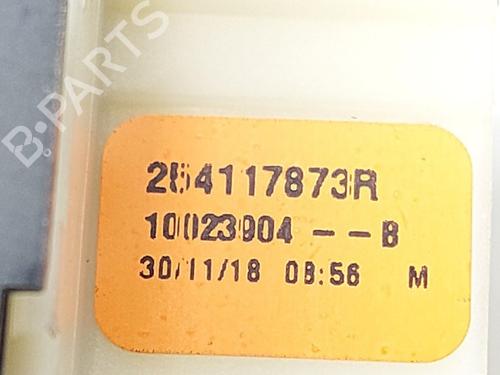 B-PARTS
254117873R
10023904 -- B
30/11/18 08:56 M